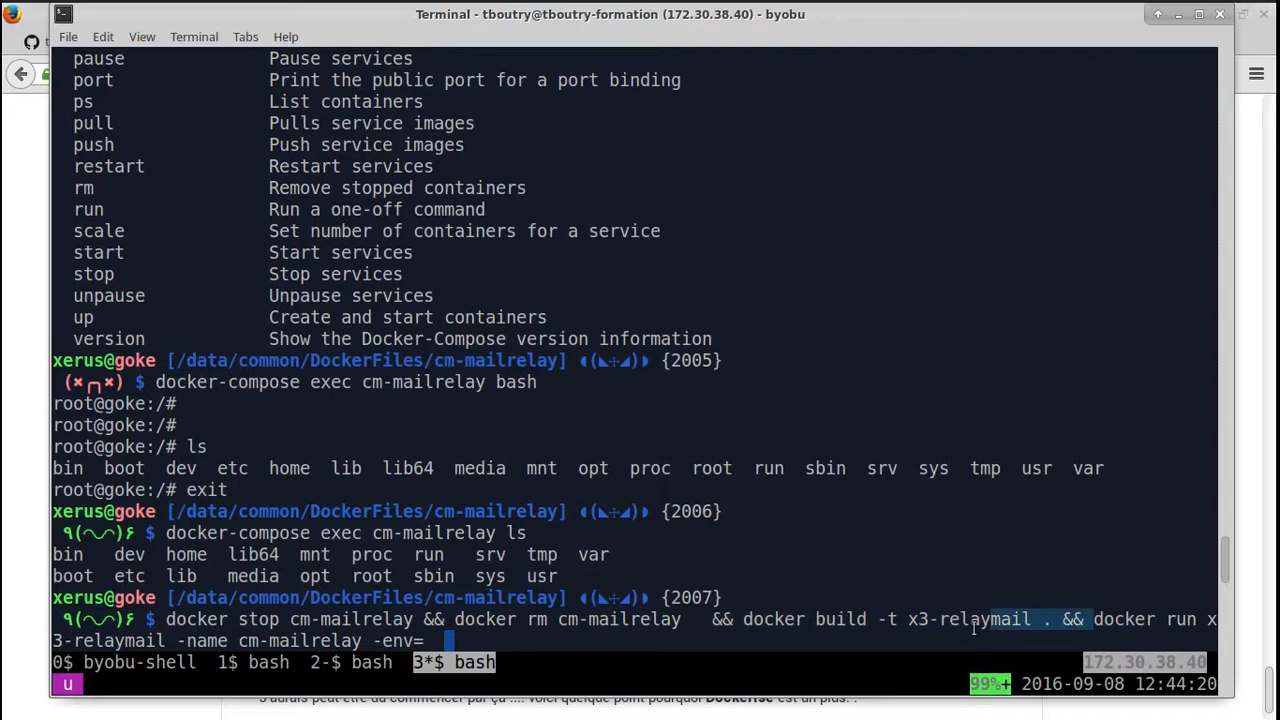 Terminal - tboutry@tboutry-formation (172.30.38.40) - byobu
File Edit View Terminal Tabs Help
pause Pause services
port Print the public port for a port binding
ps List containers
pull Pulls service images
push Push service images
restart Restart services
rm Remove stopped containers
run Run a one-off command
scale Set number of containers for a service
start Start services
stop Stop services
unpause Unpause services
up Create and start containers
version Show the Docker-Compose version information
xerus@goke [/data/common/DockerFiles/cm-mailrelay] ◖(◣☩◢)◗ {2005}
(✖╭╮✖) $ docker-compose exec cm-mailrelay bash
root@goke:/#
root@goke:/#
root@goke:/# ls
bin boot dev etc home lib lib64 media mnt opt proc root run sbin srv sys tmp usr var
root@goke:/# exit
xerus@goke [/data/common/DockerFiles/cm-mailrelay] ◖(◣☩◢)◗ {2006}
٩(◠◡◠)۶ $ docker-compose exec cm-mailrelay ls
bin dev home lib64 mnt proc run srv tmp var
boot etc lib media opt root sbin sys usr
xerus@goke [/data/common/DockerFiles/cm-mailrelay] ◖(◣☩◢)◗ {2007}
٩(◠◡◠)۶ $ docker stop cm-mailrelay && docker rm cm-mailrelay && docker build -t x3-relaymail . && docker run x
3-relaymail -name cm-mailrelay -env=
0$ byobu-shell 1$ bash 2-$ bash 3*$ bash 172.30.38.40
u 99%+ 2016-09-08 12:44:20